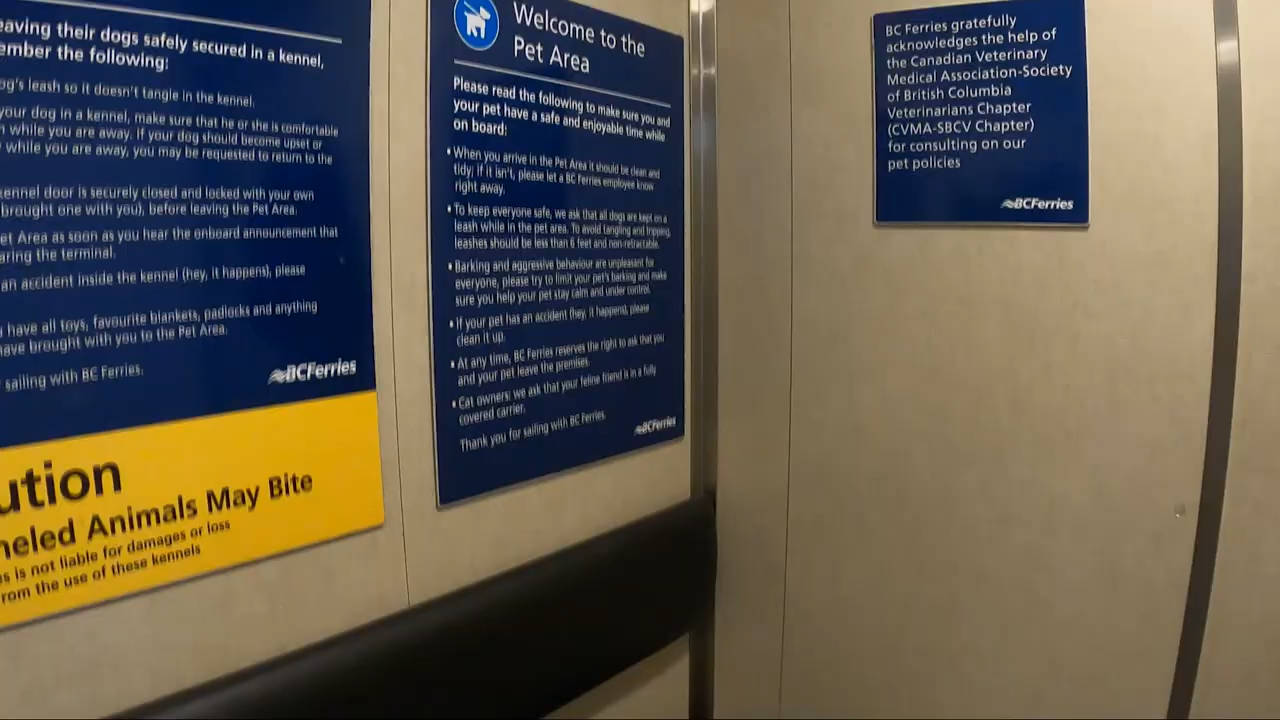 eaving their dogs safely secured in a kennel,
ember the following:
og's leash so it doesn't tangle in the kennel.
your dog in a kennel, make sure that he or she is comfortable
while you are away. If your dog should become upset or
while you are away, you may be requested to return to the
kennel door is securely closed and locked with your own
brought one with you), before leaving the Pet Area.
et Area as soon as you hear the onboard announcement that
aring the terminal.
an accident inside the kennel (hey, it happens), please
have all toys, favourite blankets, padlocks and anything
have brought with you to the Pet Area.
sailing with BC Ferries.
BCFerries
ution
neled Animals May Bite
s is not liable for damages or loss
rom the use of these kennels
Welcome to the
Pet Area
Please read the following to make sure you and
your pet have a safe and enjoyable time while
on board:
• When you arrive in the Pet Area it should be clean and
tidy; if it isn't, please let a BC Ferries employee know
right away.
• To keep everyone safe, we ask that all dogs are kept on a
leash while in the pet area. To avoid tangling and tripping,
leashes should be less than 6 feet and non-retractable.
• Barking and aggressive behaviour are unpleasant for
everyone, please try to limit your pet's barking and make
sure you help your pet stay calm and under control.
• If your pet has an accident (hey, it happens), please
clean it up.
• At any time, BC Ferries reserves the right to ask that you
and your pet leave the premises.
• Cat owners: we ask that your feline friend is in a fully
covered carrier.
Thank you for sailing with BC Ferries.
BCFerries
BC Ferries gratefully
acknowledges the help of
the Canadian Veterinary
Medical Association-Society
of British Columbia
Veterinarians Chapter
(CVMA-SBCV Chapter)
for consulting on our
pet policies
BCFerries